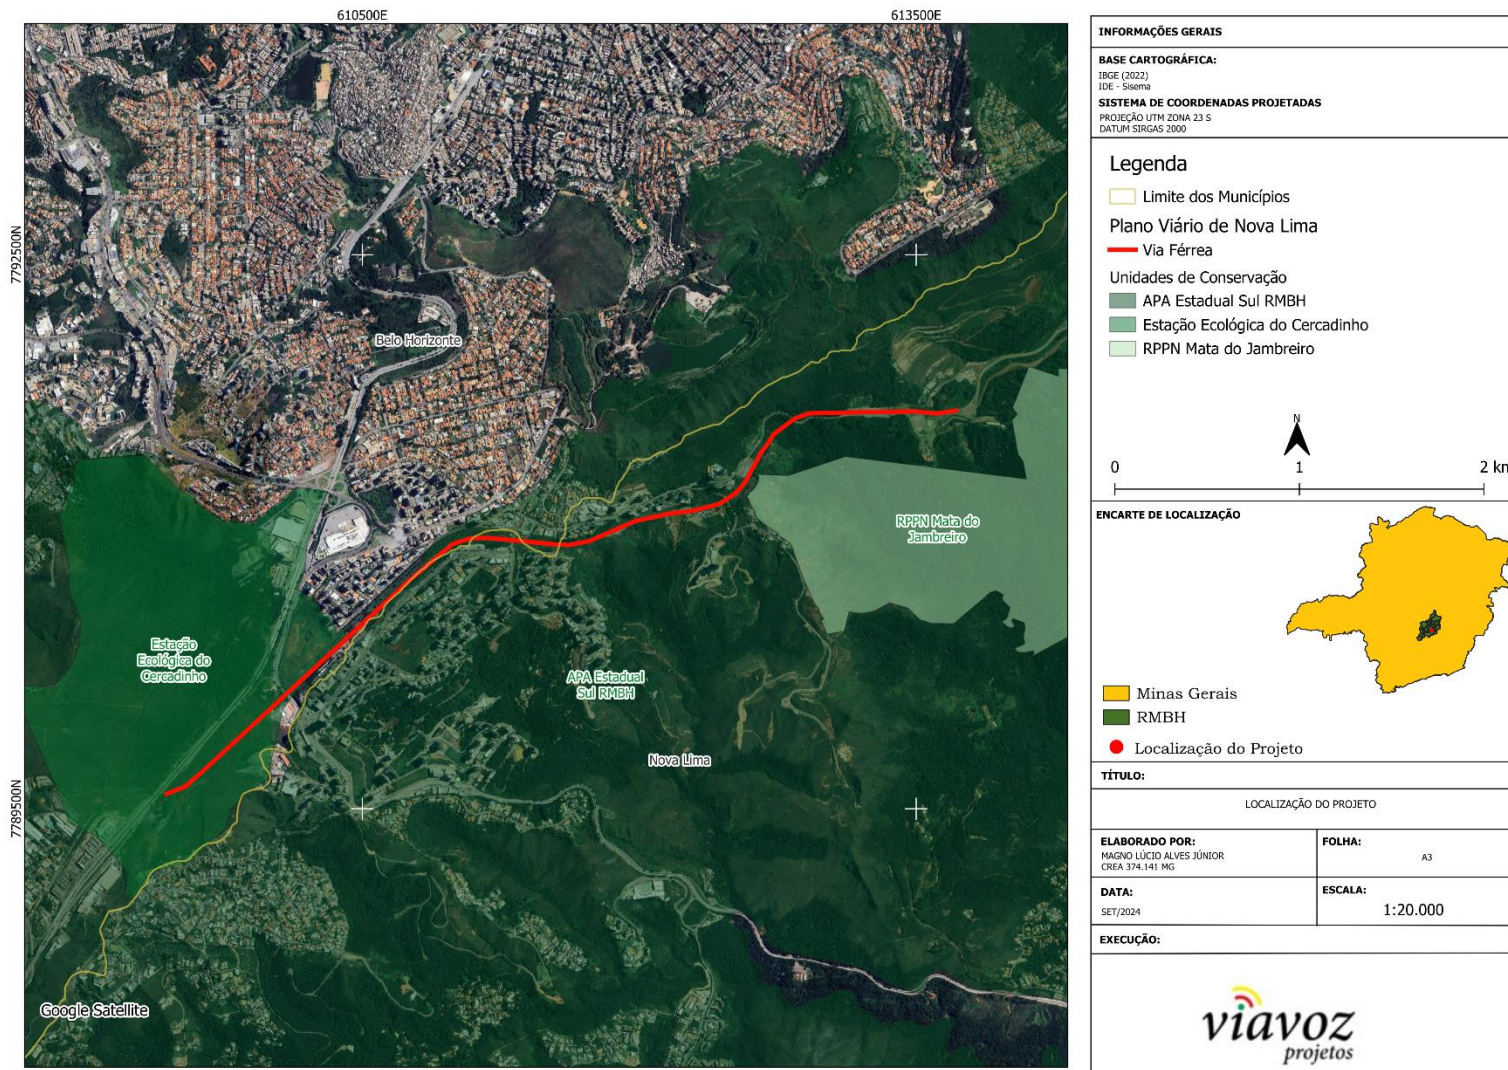 610500E
613500E
7792500N
7789500N
Belo Horizonte
RPPN Mata do
Jambreiro
Estação
Ecológica do
Cercadinho
APA Estadual
Sul RMBH
Nova Lima
Google Satellite
INFORMAÇÕES GERAIS
BASE CARTOGRÁFICA:
IBGE (2022)
IDE - Sisema
SISTEMA DE COORDENADAS PROJETADAS
PROJEÇÃO UTM ZONA 23 S
DATUM SIRGAS 2000
Legenda
Limite dos Municípios
Plano Viário de Nova Lima
Via Férrea
Unidades de Conservação
APA Estadual Sul RMBH
Estação Ecológica do Cercadinho
RPPN Mata do Jambreiro
N
0 1 2 km
ENCARTE DE LOCALIZAÇÃO
Minas Gerais
RMBH
Localização do Projeto
TÍTULO:
LOCALIZAÇÃO DO PROJETO
ELABORADO POR:
MAGNO LÚCIO ALVES JÚNIOR
CREA 374.141 MG
FOLHA:
A3
DATA:
SET/2024
ESCALA:
1:20.000
EXECUÇÃO:
viavoz
projetos